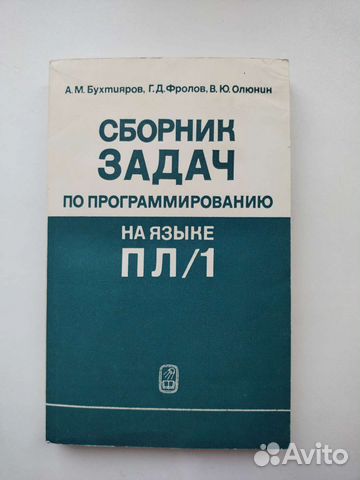 А. М. Бухтияров, Г. Д. Фролов, В. Ю. Олюнин
СБОРНИК
ЗАДАЧ
ПО ПРОГРАММИРОВАНИЮ
НА ЯЗЫКЕ
ПЛ/1
Avito